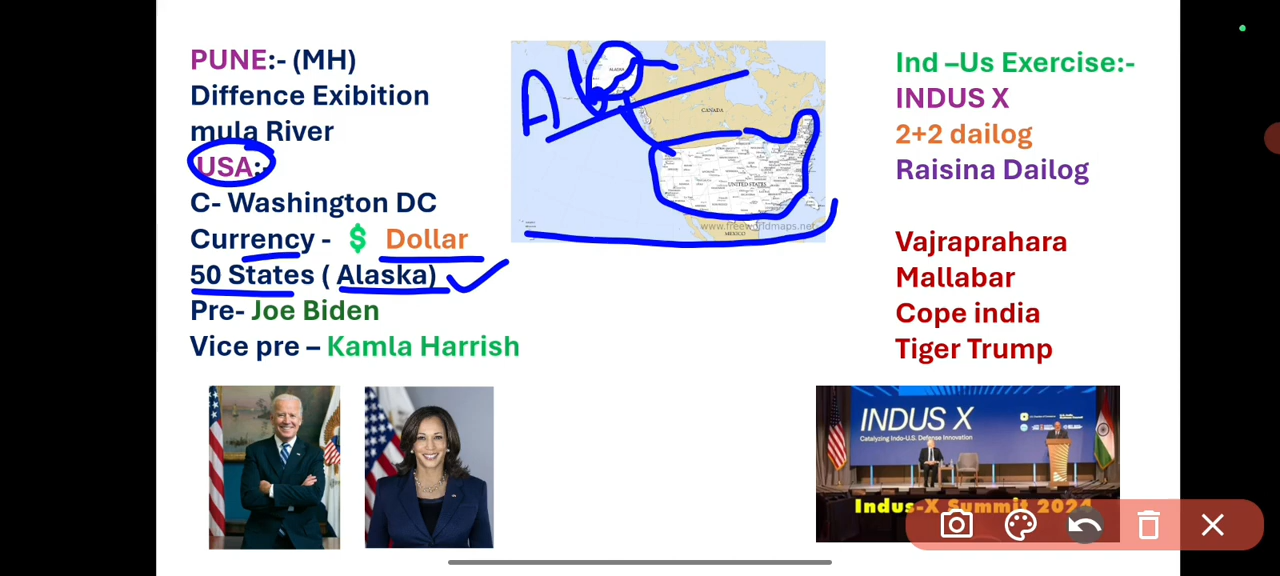 PUNE:- (MH)
Diffence Exibition
mula River
USA:-
C- Washington DC
Currency - $ Dollar
50 States ( Alaska)
Pre- Joe Biden
Vice pre – Kamla Harrish
ALASKA
CANADA
UNITED STATES
MEXICO
www.freeworldmaps.net
Ind –Us Exercise:-
INDUS X
2+2 dailog
Raisina Dailog
Vajraprahara
Mallabar
Cope india
Tiger Trump
INDUS X
Catalyzing Indo-U.S. Defense Innovation
Indus-X Summit 2024